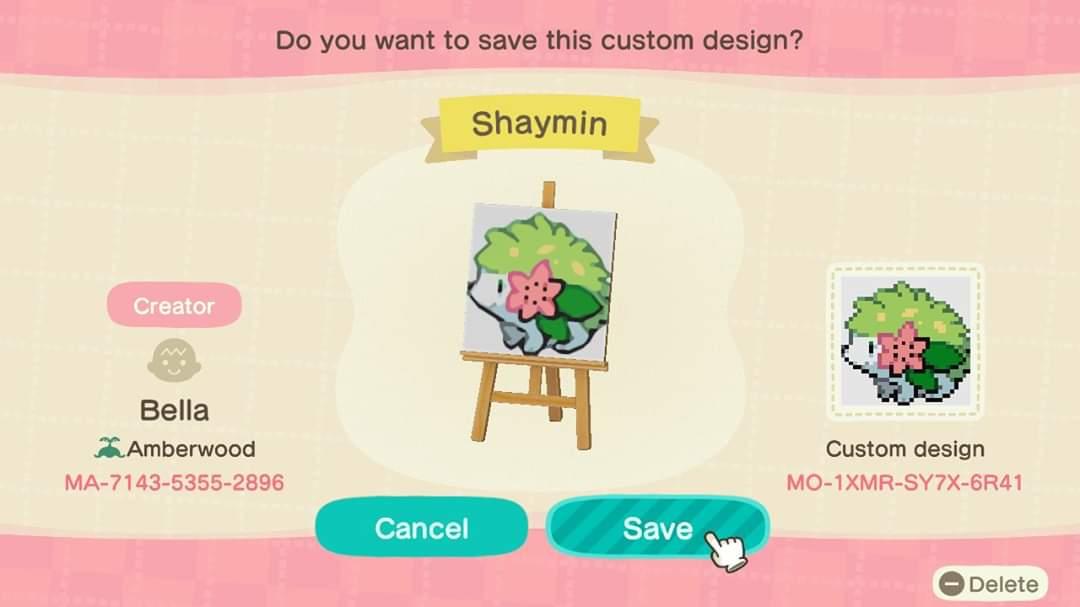 Do you want to save this custom design?
Shaymin
Creator
Bella
Amberwood
MA-7143-5355-2896
Custom design
MO-1XMR-SY7X-6R41
Cancel
Save
Delete